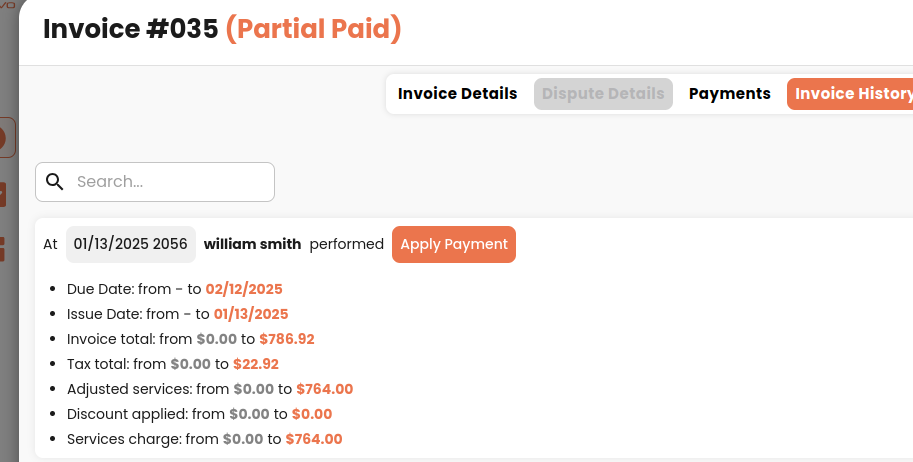 Invoice #035 (Partial Paid)
Invoice Details Dispute Details Payments Invoice History
Search...
At 01/13/2025 2056 william smith performed Apply Payment
• Due Date: from - to 02/12/2025
• Issue Date: from - to 01/13/2025
• Invoice total: from $0.00 to $786.92
• Tax total: from $0.00 to $22.92
• Adjusted services: from $0.00 to $764.00
• Discount applied: from $0.00 to $0.00
• Services charge: from $0.00 to $764.00